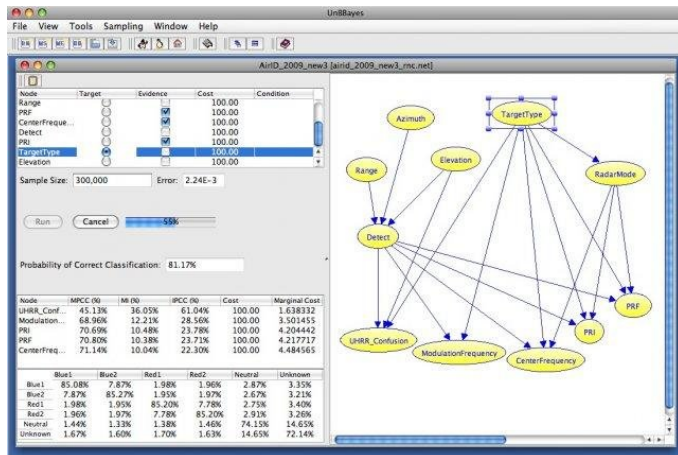 UnBBayes
File View Tools Sampling Window Help
AirID_2009_new3 [airid_2009_new3_rnc.net]
Node Target Evidence Cost Condition
Range 100.00
PRF 100.00
CenterFreque... 100.00
Detect 100.00
PRI 100.00
TargetType 100.00
Elevation 100.00
Sample Size: 300,000 Error: 2.24E-3
Run Cancel 55%
Probability of Correct Classification: 81.17%
Node MPCC (%) MI (%) IPCC (%) Cost Marginal Cost
UHRR_Conf... 45.13% 36.05% 61.04% 100.00 1.638332
Modulation... 68.96% 12.21% 28.56% 100.00 3.501455
PRI 70.69% 10.48% 23.78% 100.00 4.204442
PRF 70.80% 10.38% 23.71% 100.00 4.217717
CenterFreq... 71.14% 10.04% 22.30% 100.00 4.484565
Blue1 Blue2 Red1 Red2 Neutral Unknown
Blue1 85.08% 7.87% 1.98% 1.96% 2.87% 3.35%
Blue2 7.87% 85.27% 1.95% 1.97% 2.67% 3.21%
Red1 1.98% 1.95% 85.20% 7.78% 2.75% 3.40%
Red2 1.96% 1.97% 7.78% 85.20% 2.91% 3.26%
Neutral 1.44% 1.33% 1.38% 1.46% 74.15% 14.65%
Unknown 1.67% 1.60% 1.70% 1.63% 14.65% 72.14%
Azimuth
TargetType
Elevation
Range
RadarMode
Detect
PRF
PRI
UHRR_Confusion
ModulationFrequency
CenterFrequency